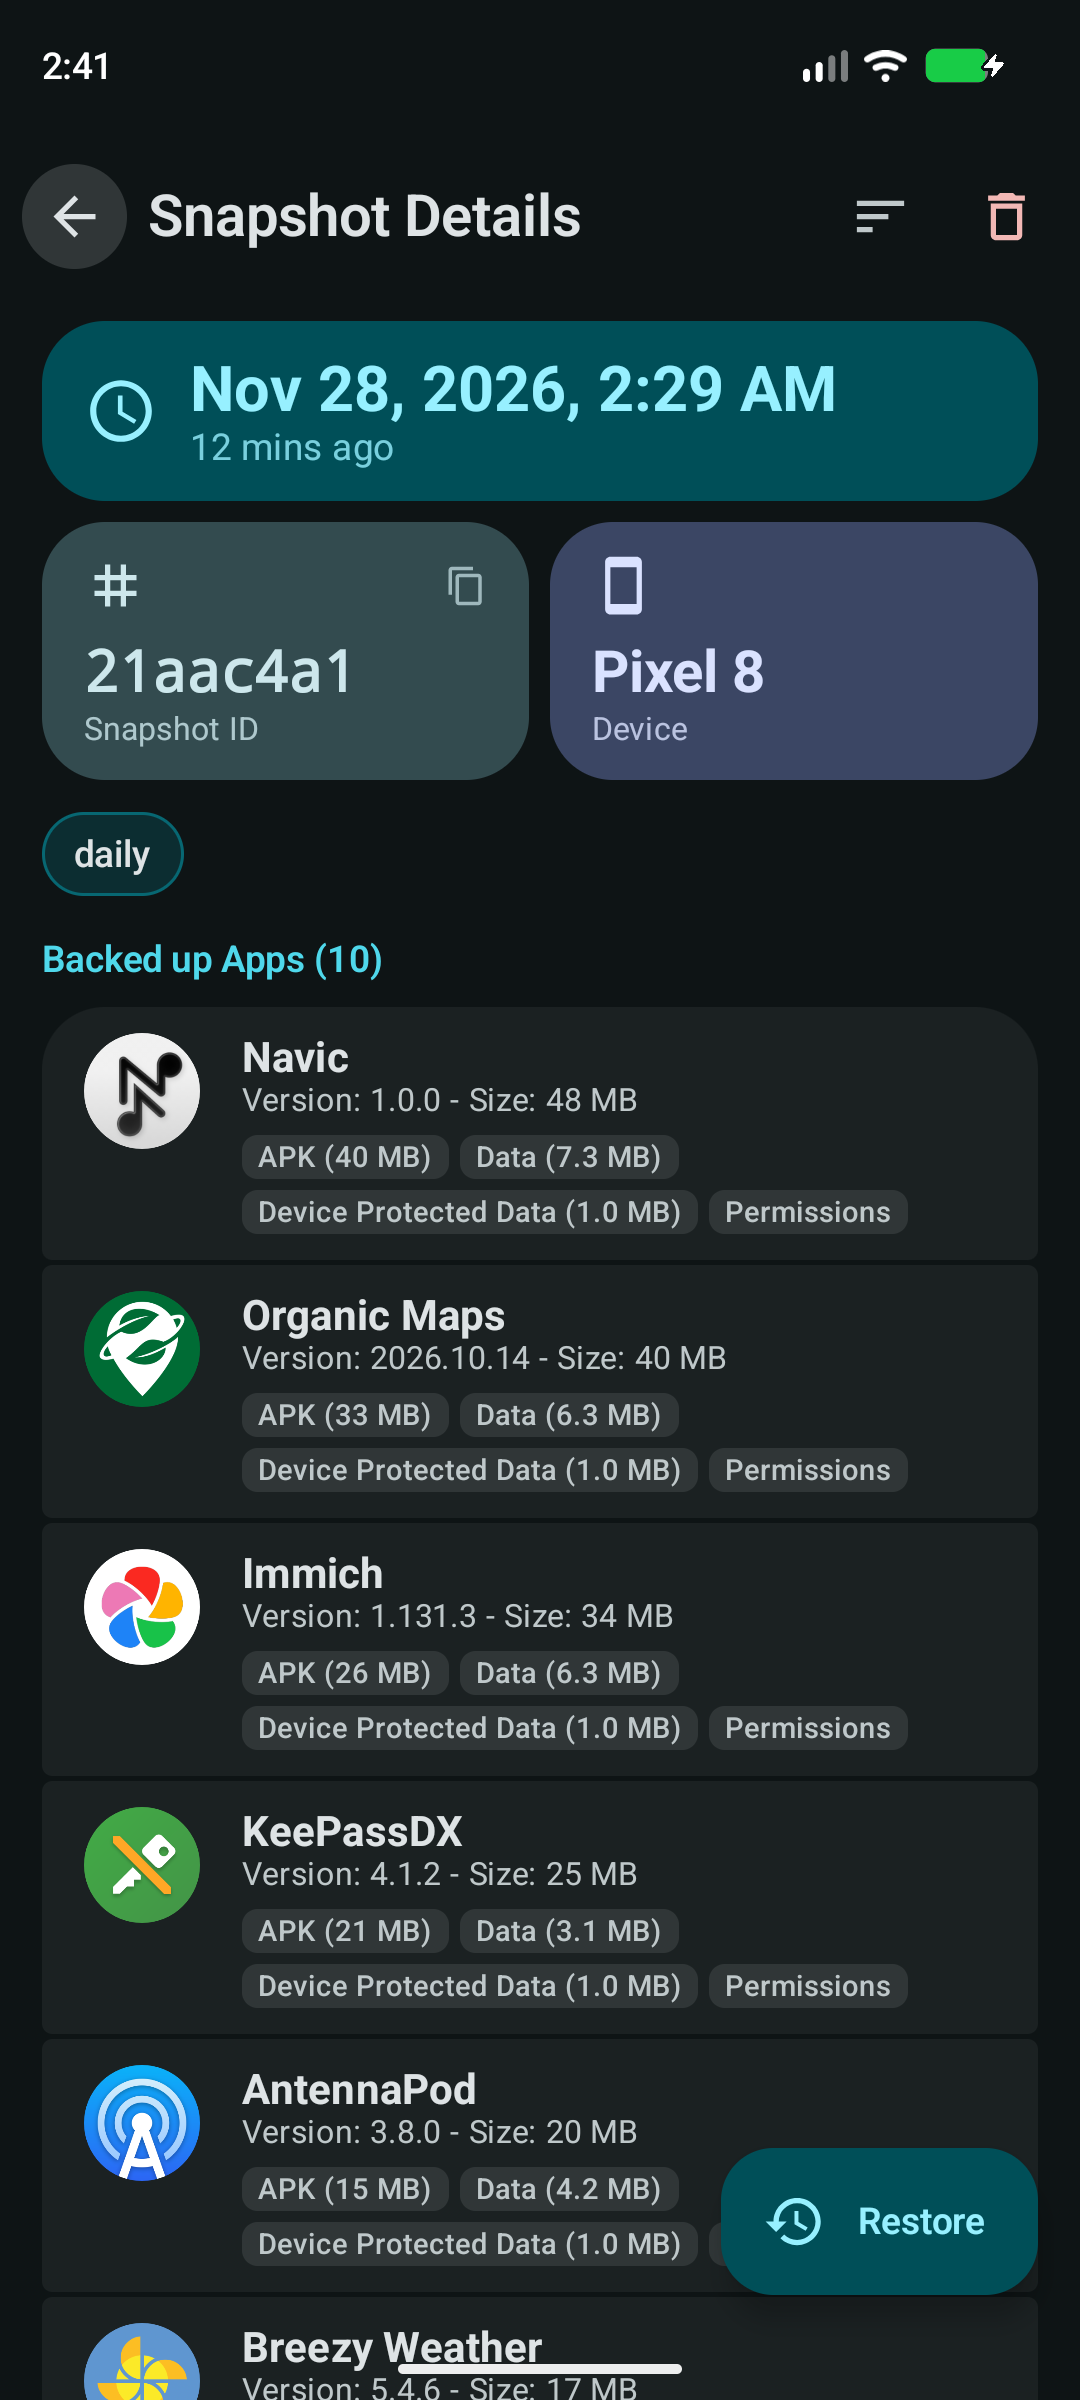 2:41
Snapshot Details
Nov 28, 2026, 2:29 AM
12 mins ago
21aac4a1
Snapshot ID
Pixel 8
Device
daily
Backed up Apps (10)
Navic
Version: 1.0.0 - Size: 48 MB
APK (40 MB) Data (7.3 MB)
Device Protected Data (1.0 MB) Permissions
Organic Maps
Version: 2026.10.14 - Size: 40 MB
APK (33 MB) Data (6.3 MB)
Device Protected Data (1.0 MB) Permissions
Immich
Version: 1.131.3 - Size: 34 MB
APK (26 MB) Data (6.3 MB)
Device Protected Data (1.0 MB) Permissions
KeePassDX
Version: 4.1.2 - Size: 25 MB
APK (21 MB) Data (3.1 MB)
Device Protected Data (1.0 MB) Permissions
AntennaPod
Version: 3.8.0 - Size: 20 MB
APK (15 MB) Data (4.2 MB)
Device Protected Data (1.0 MB)
Restore
Breezy Weather
Version: 5.4.6 - Size: 17 MB